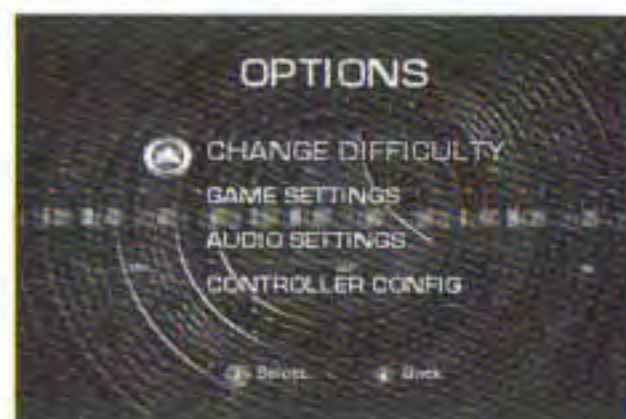 OPTIONS
CHANGE DIFFICULTY
GAME SETTINGS
AUDIO SETTINGS
CONTROLLER CONFIG
Select
Back